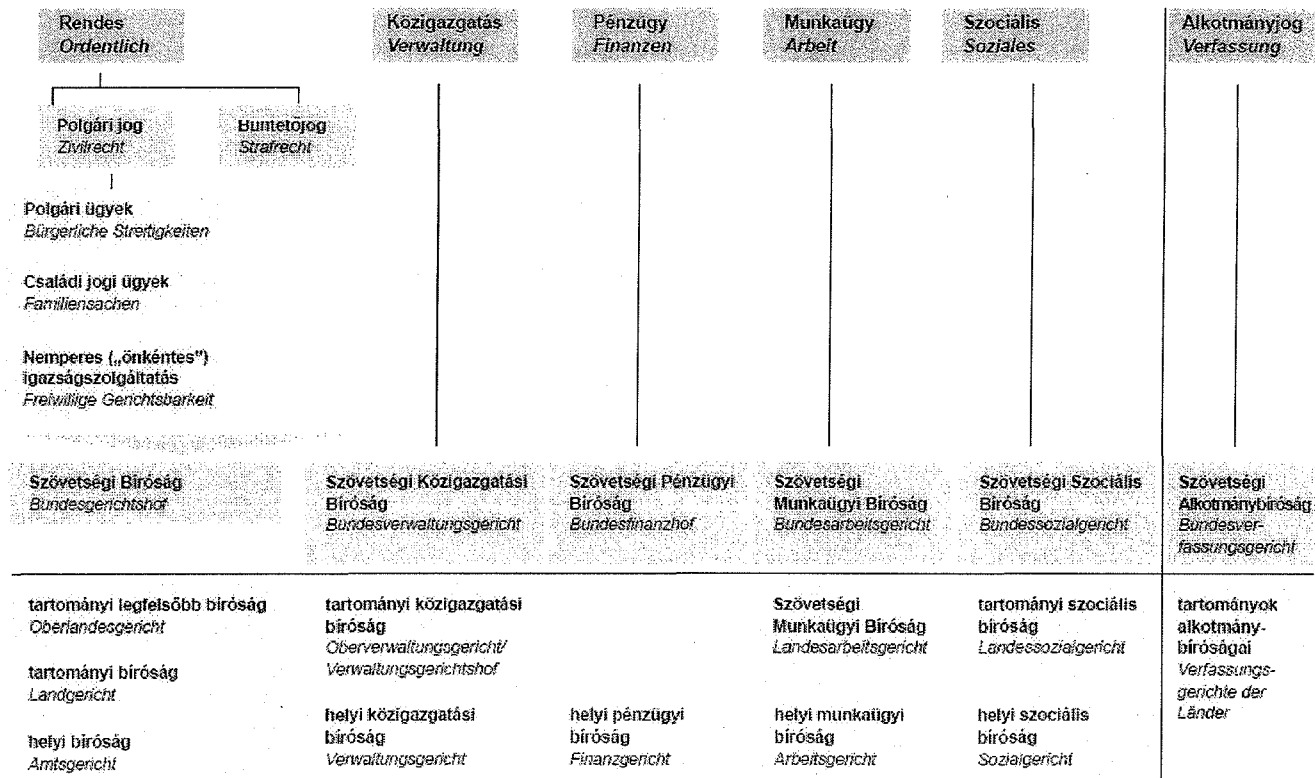 Rendes
Ordentlich
Közigazgatás
Verwaltung
Pénzügy
Finanzen
Munkaügy
Arbeit
Szociális
Soziales
Alkotmányjog
Verfassung
Polgári jog
Zivilrecht
Büntetőjog
Strafrecht
Polgári ügyek
Bürgerliche Streitigkeiten
Családi jogi ügyek
Familiensachen
Nemperes („önkéntes”)
igazságszolgáltatás
Freiwillige Gerichtsbarkeit
Szövetségi Bíróság
Bundesgerichtshof
Szövetségi Közigazgatási
Bíróság
Bundesverwaltungsgericht
Szövetségi Pénzügyi
Bíróság
Bundesfinanzhof
Szövetségi
Munkaügyi Bíróság
Bundesarbeitsgericht
Szövetségi Szociális
Bíróság
Bundessozialgericht
Szövetségi
Alkotmánybíróság
Bundesver-
fassungsgericht
tartományi legfelsőbb bíróság
Oberlandesgericht
tartományi bíróság
Landgericht
helyi bíróság
Amtsgericht
tartományi közigazgatási
bíróság
Oberverwaltungsgericht/
Verwaltungsgerichtshof
helyi közigazgatási
bíróság
Verwaltungsgericht
helyi pénzügyi
bíróság
Finanzgericht
Szövetségi
Munkaügyi Bíróság
Landesarbeitsgericht
helyi munkaügyi
bíróság
Arbeitsgericht
tartományi szociális
bíróság
Landessozialgericht
helyi szociális
bíróság
Sozialgericht
tartományok
alkotmány-
bíróságai
Verfassungs-
gerichte der
Länder